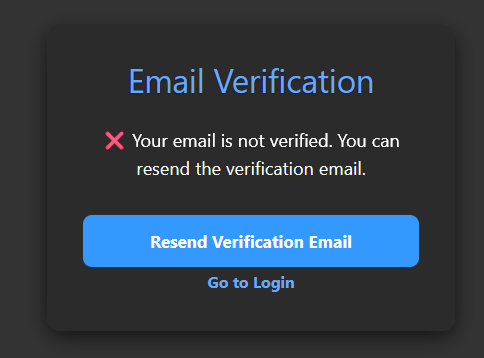 Email Verification
❌ Your email is not verified. You can
resend the verification email.
Resend Verification Email
Go to Login